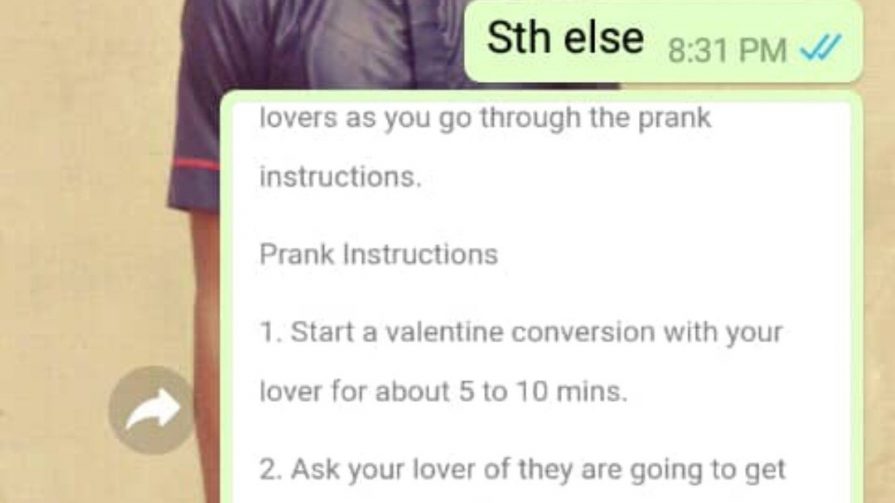 Sth else 8:31 PM
lovers as you go through the prank
instructions.
Prank Instructions
1. Start a valentine conversion with your
lover for about 5 to 10 mins.
2. Ask your lover of they are going to get